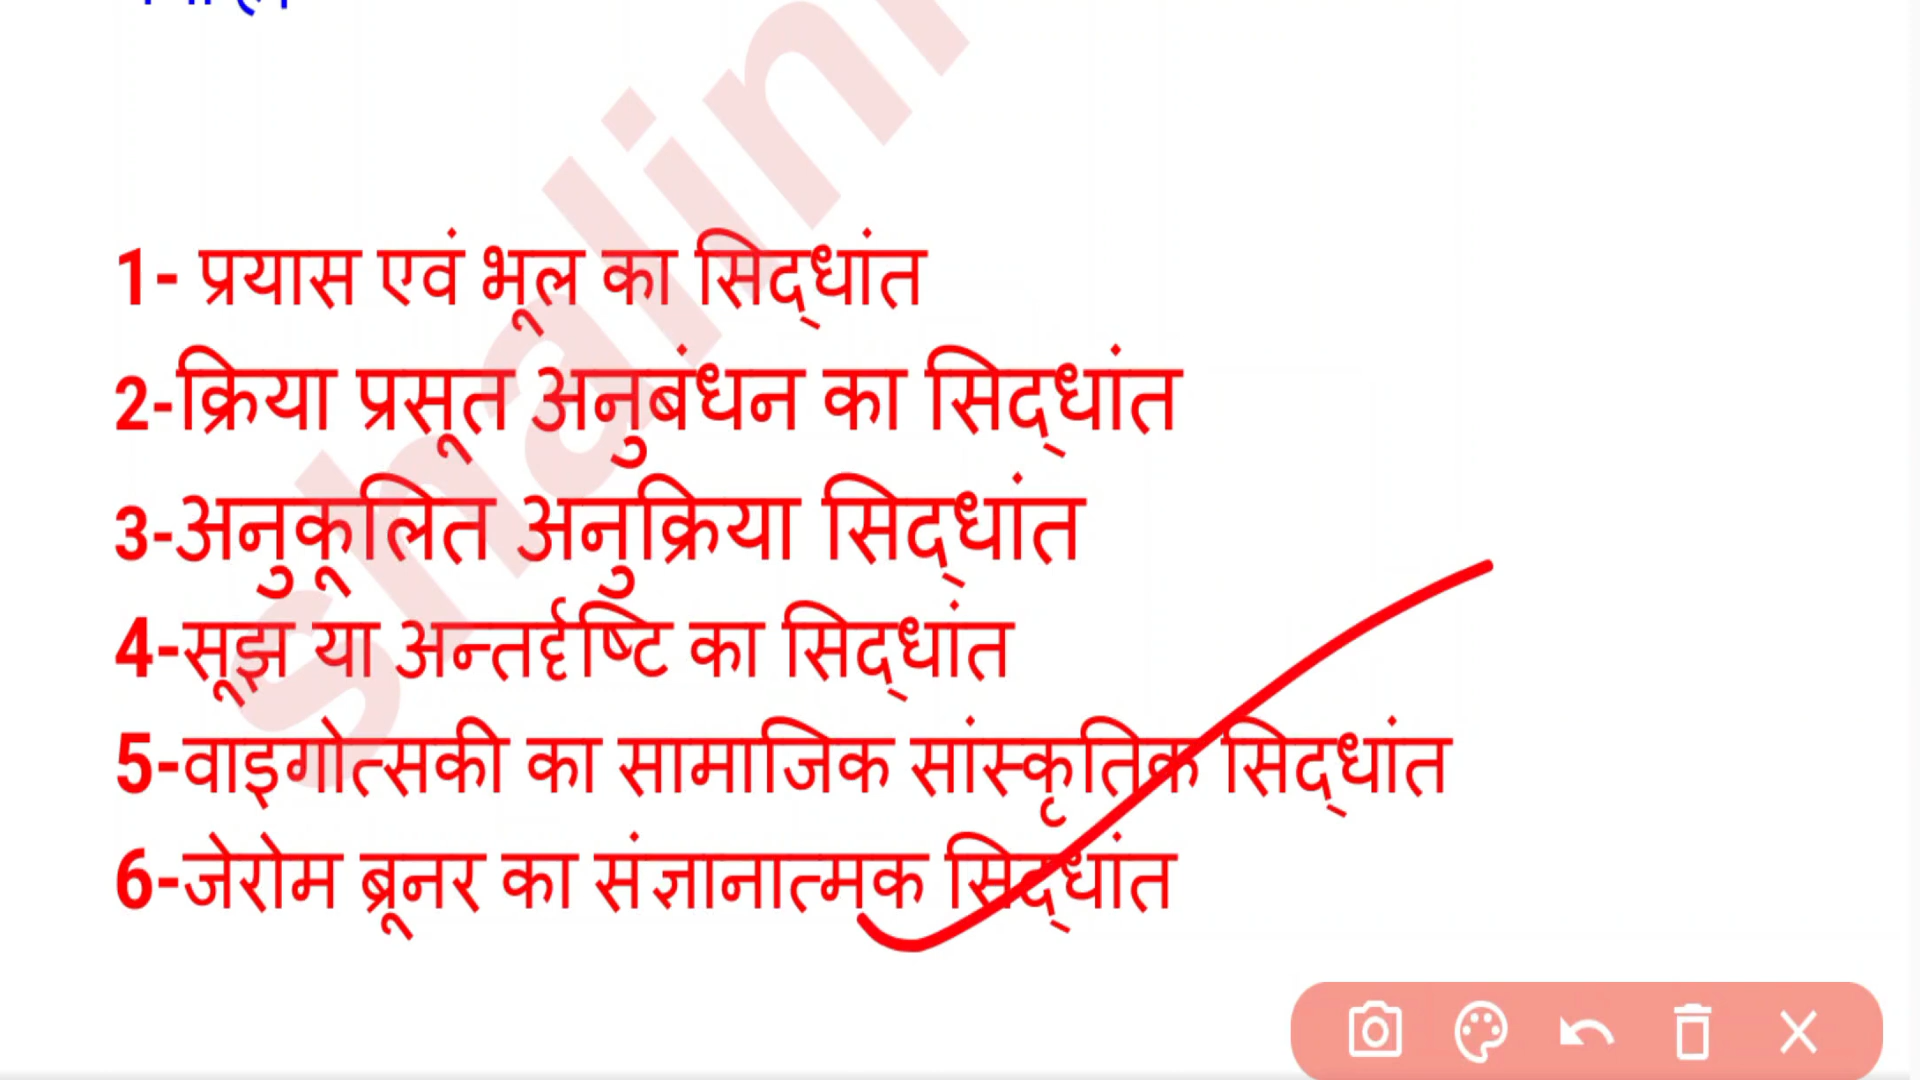 shalin
1- प्रयास एवं भूल का सिद्धांत
2-क्रिया प्रसूत अनुबंधन का सिद्धांत
3-अनुकूलित अनुक्रिया सिद्धांत
4-सूझ या अन्तर्दृष्टि का सिद्धांत
5-वाइगोत्सकी का सामाजिक सांस्कृतिक सिद्धांत
6-जेरोम ब्रूनर का संज्ञानात्मक सिद्धांत